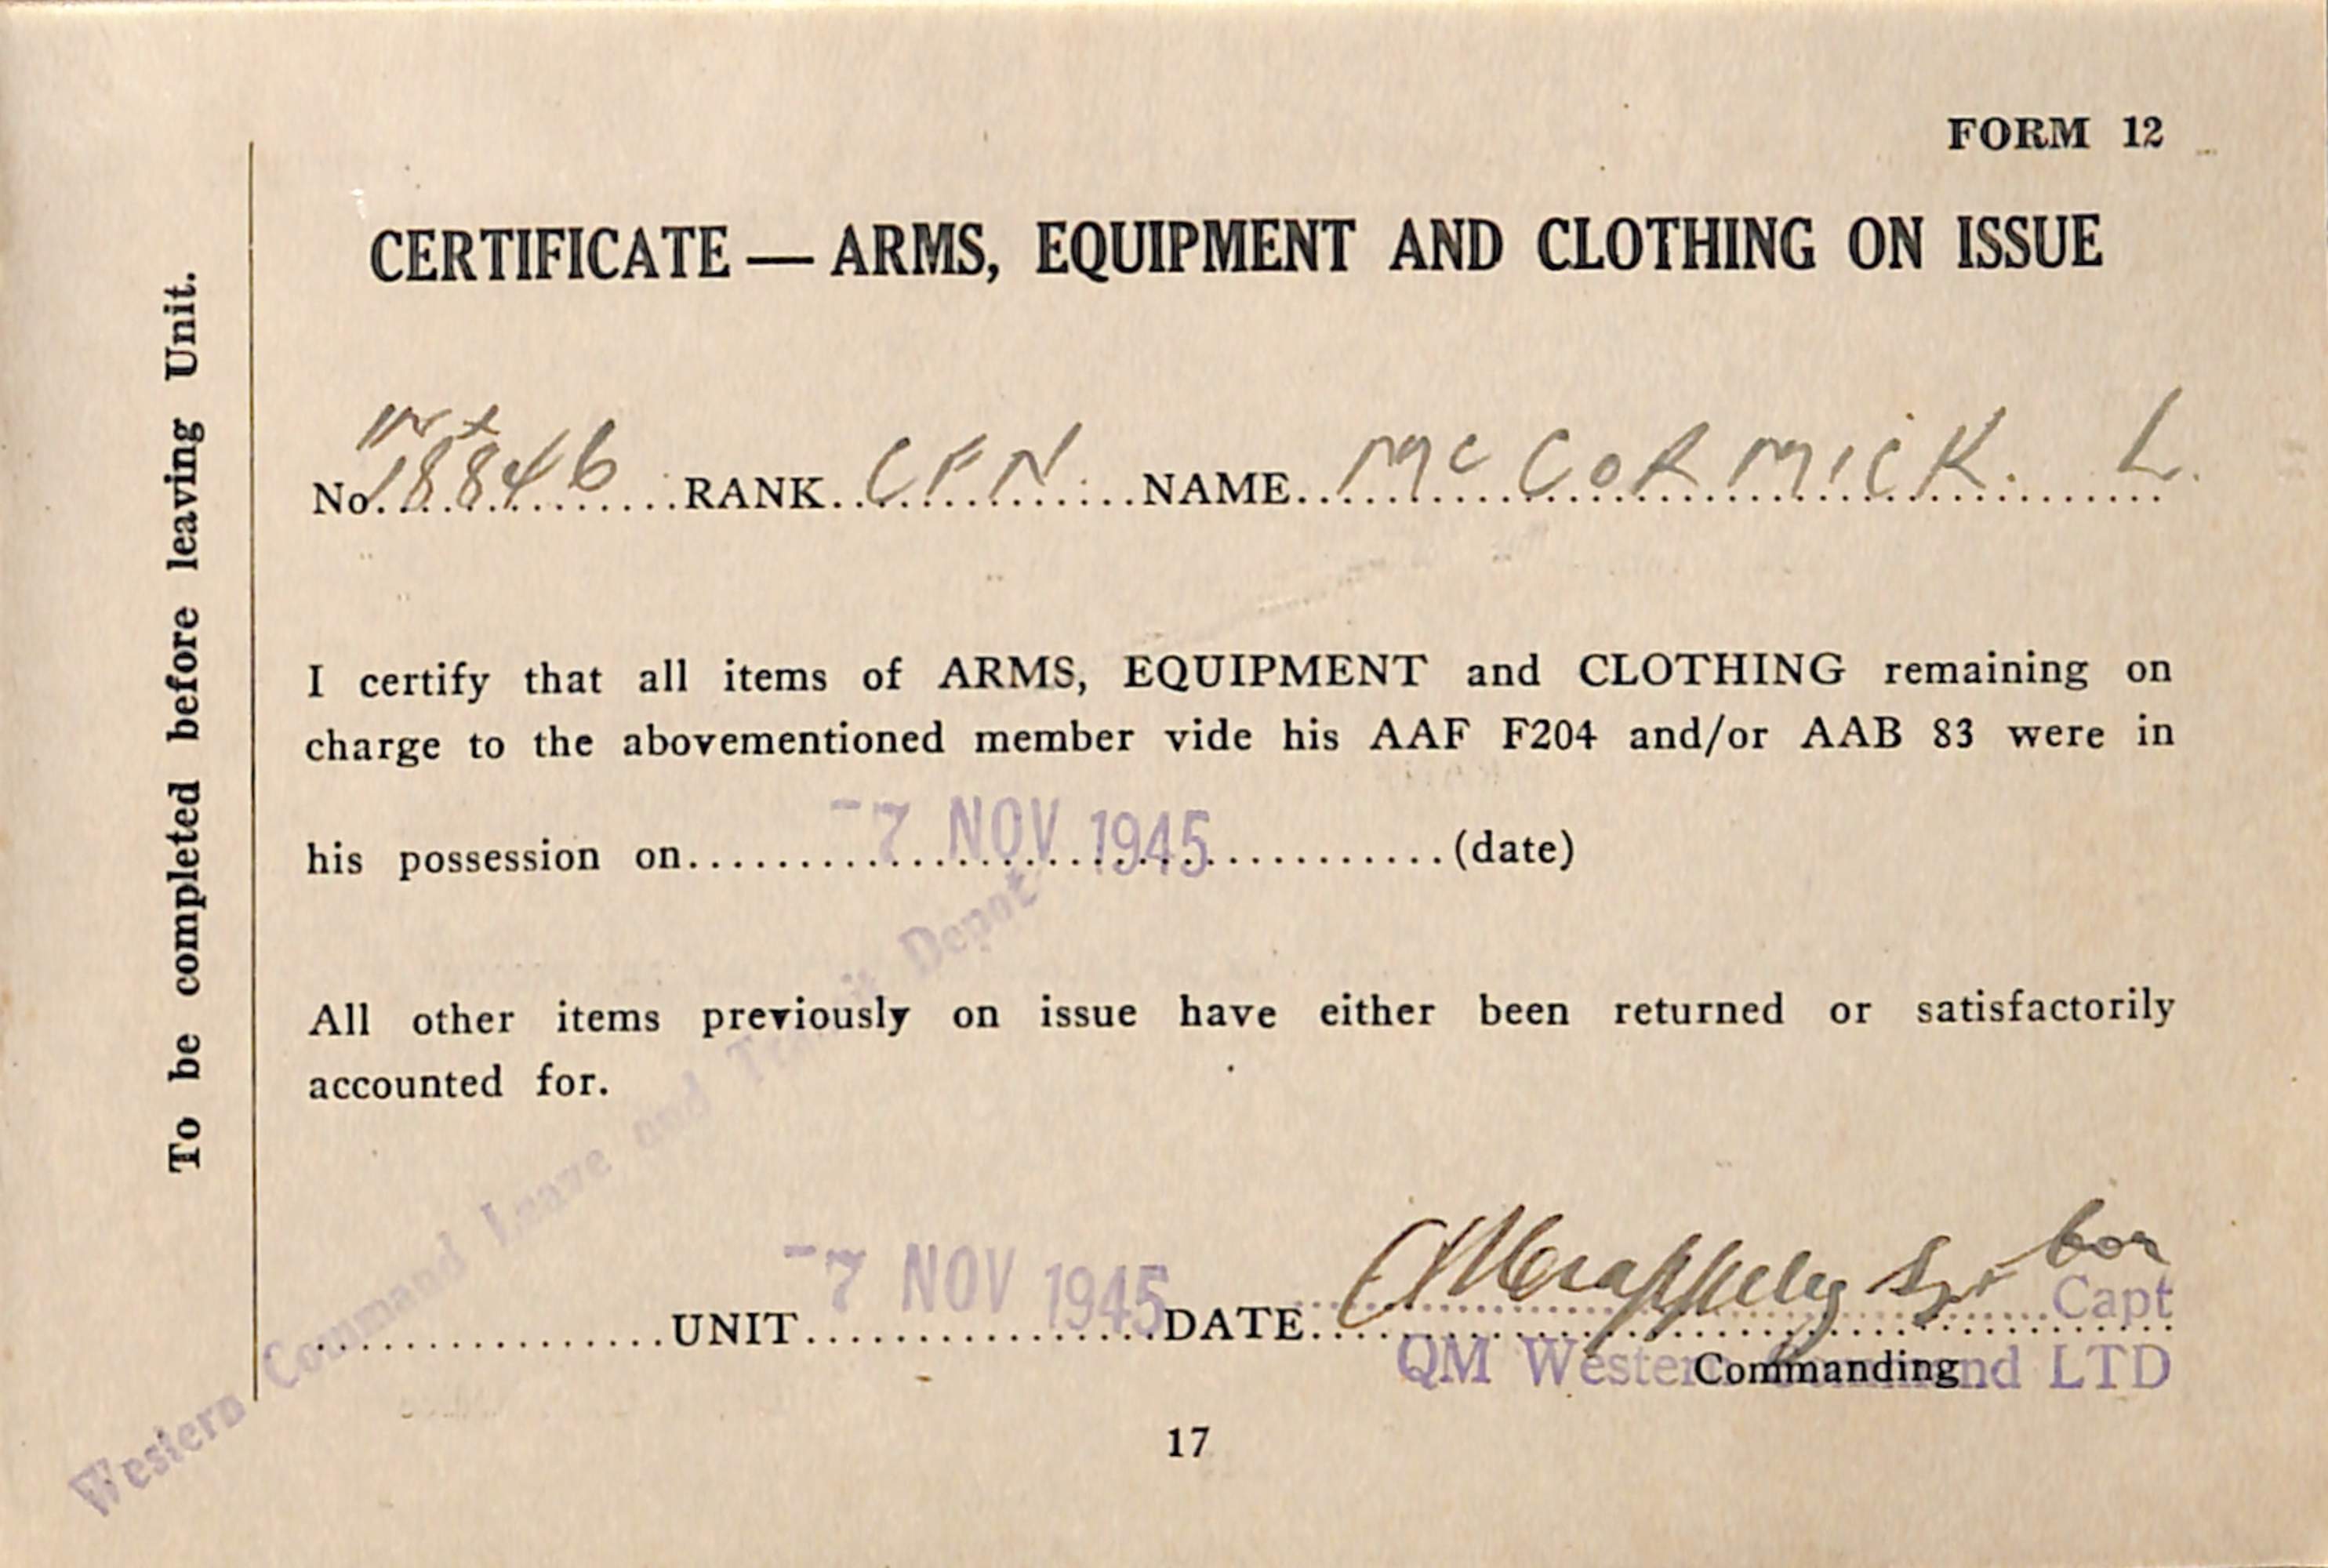 FORM 12
CERTIFICATE — ARMS, EQUIPMENT AND CLOTHING ON ISSUE
To be completed before leaving Unit.
WX
No. 18846 RANK CFN NAME McCORMICK. L.
I certify that all items of ARMS, EQUIPMENT and CLOTHING remaining on
charge to the abovementioned member vide his AAF F204 and/or AAB 83 were in
his possession on -7 NOV 1945 (date)
All other items previously on issue have either been returned or satisfactorily
accounted for.
Western Command Leave and Transit Depot
UNIT -7 NOV 1945 DATE
Capt
QM Western Command LTD
Commanding
17